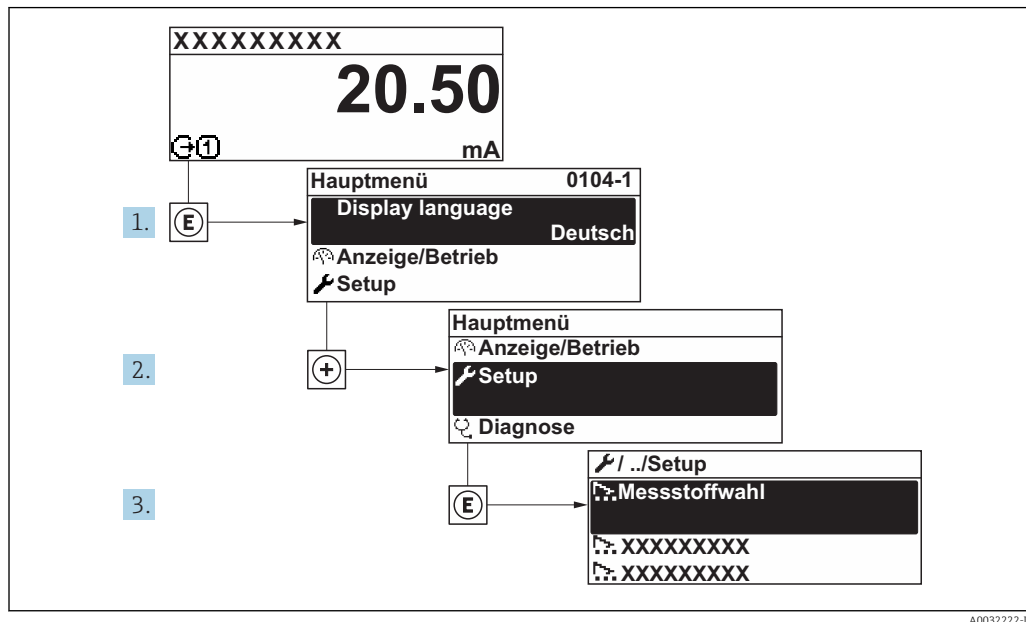 XXXXXXXXX
20.50
mA
1
Hauptmenü 0104-1
Display language
Deutsch
Anzeige/Betrieb
Setup
1.
E
Hauptmenü
Anzeige/Betrieb
Setup
Diagnose
2.
+
/ ../Setup
Messstoffwahl
XXXXXXXXX
XXXXXXXXX
3.
E